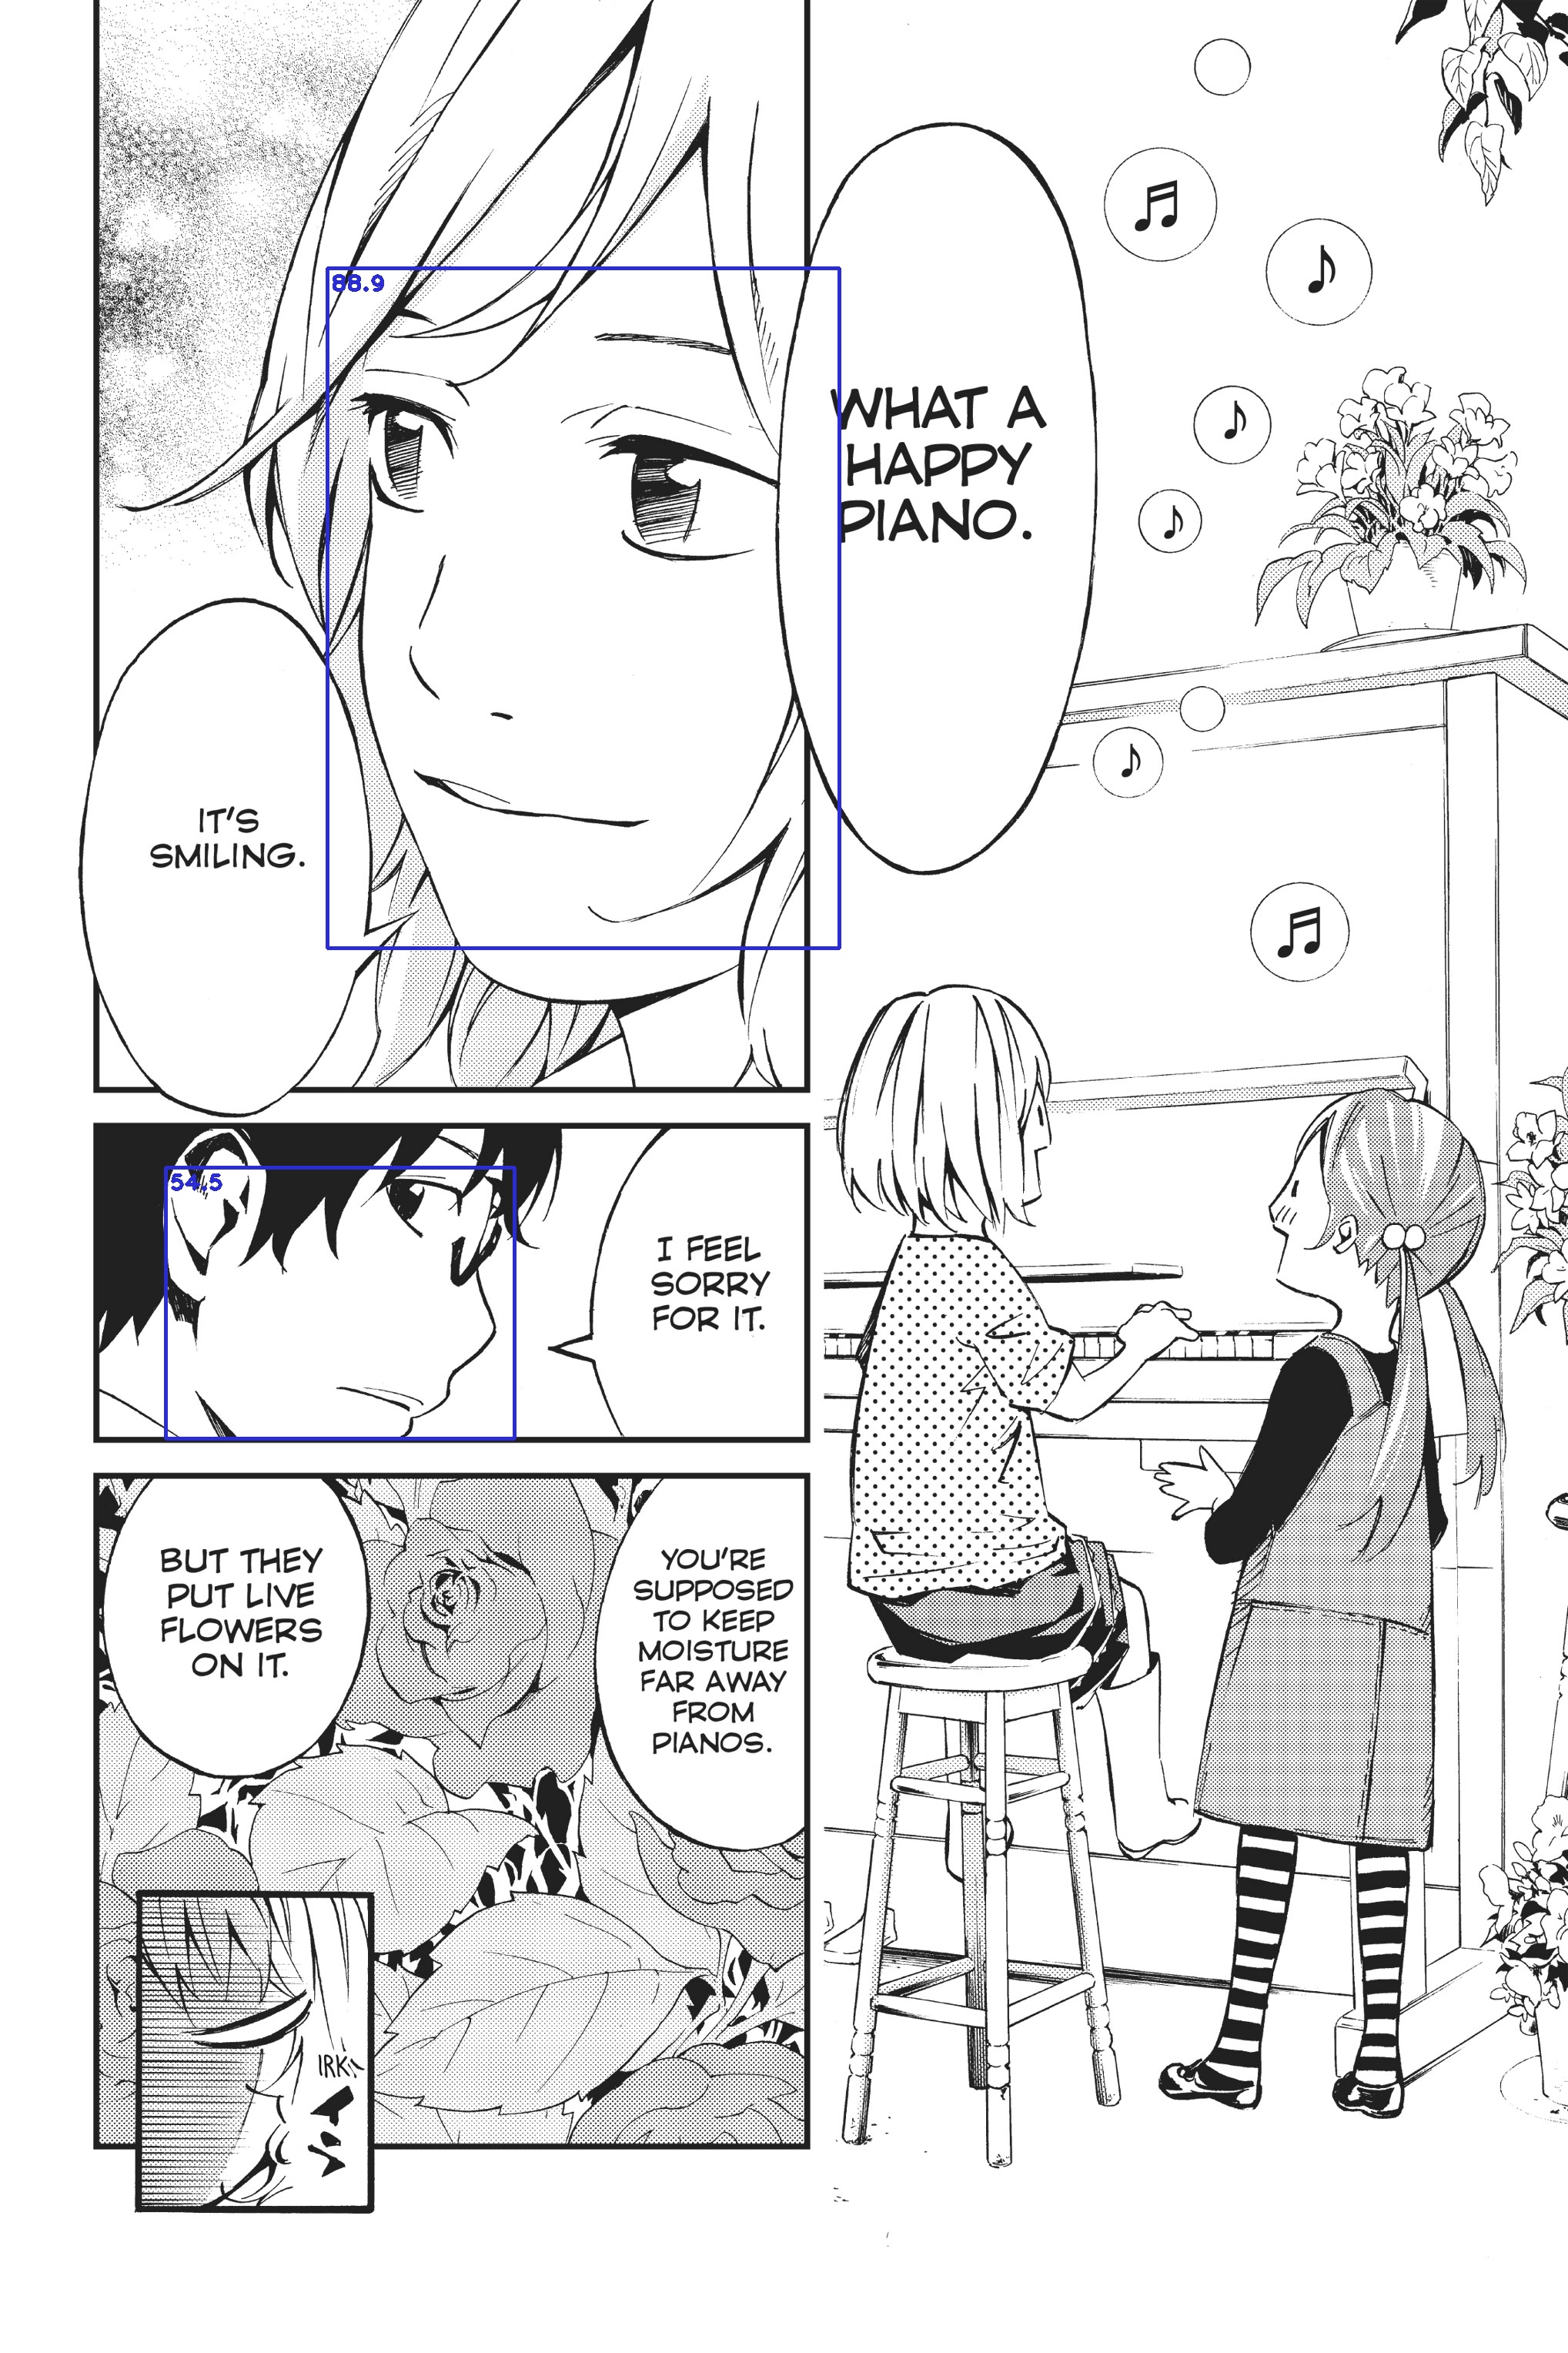 WHAT A
HAPPY
PIANO.
88.9
IT'S
SMILING.
I FEEL
SORRY
FOR IT.
54.5
YOU'RE
SUPPOSED
TO KEEP
MOISTURE
FAR AWAY
FROM
PIANOS.
BUT THEY
PUT LIVE
FLOWERS
ON IT.
IRK